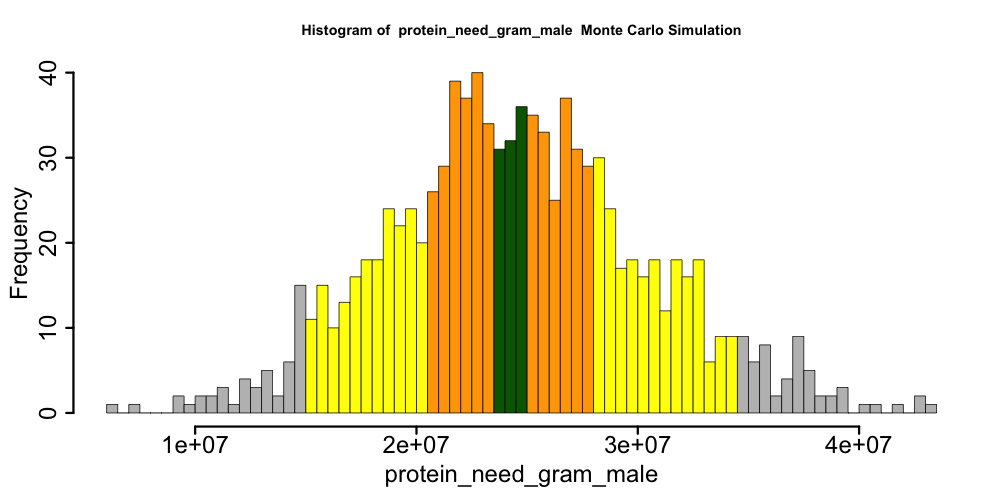 Histogram of  protein_need_gram_male  Monte Carlo Simulation
40
30
20
10
0
Frequency
1e+07 2e+07 3e+07 4e+07
protein_need_gram_male